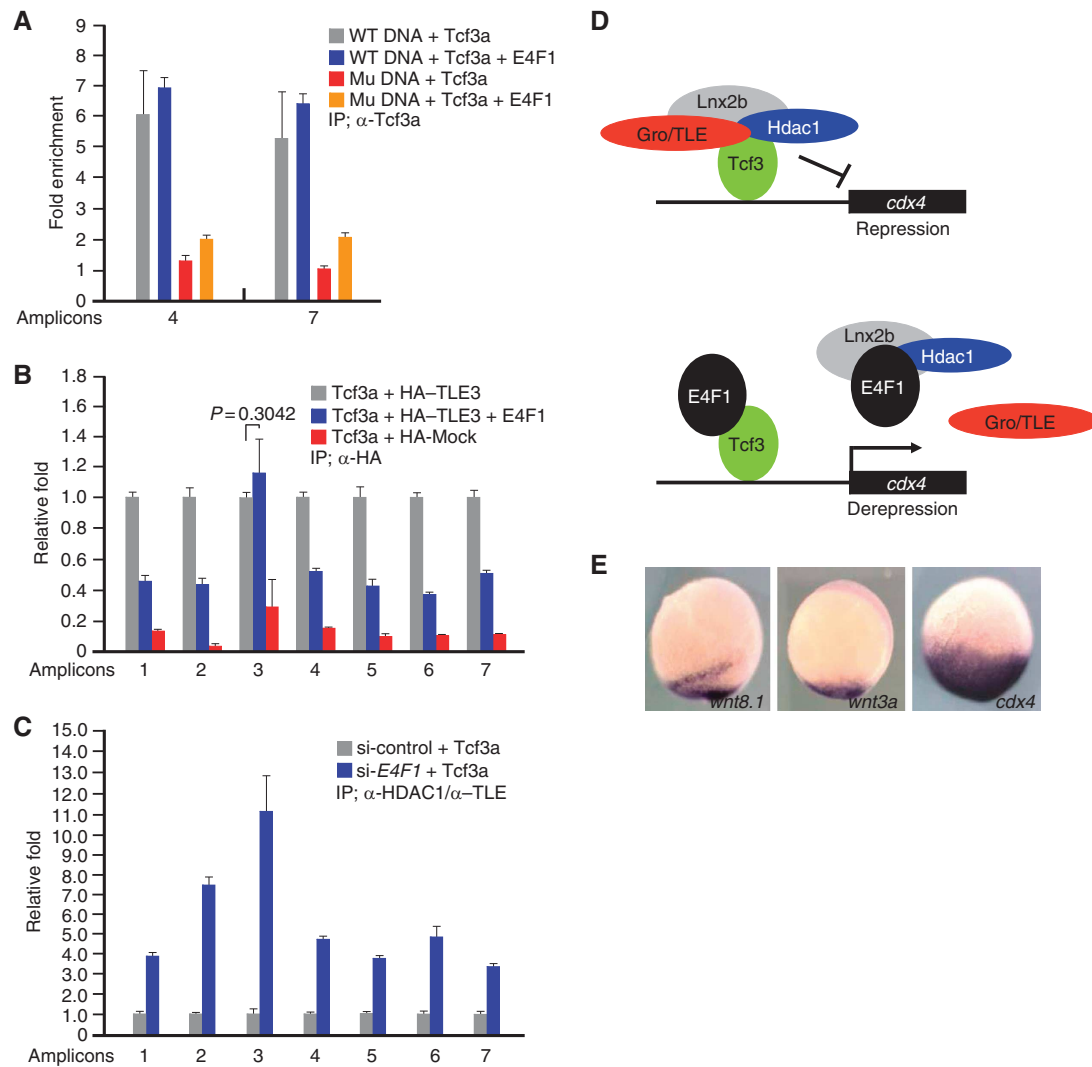 A
9
8
7
6
5
4
3
2
1
0
Fold enrichment
WT DNA + Tcf3a
WT DNA + Tcf3a + E4F1
Mu DNA + Tcf3a
Mu DNA + Tcf3a + E4F1
IP; α-Tcf3a
Amplicons
4
7
B
1.8
1.6
1.4
1.2
1.0
0.8
0.6
0.4
0.2
0
Relative fold
P = 0.3042
Tcf3a + HA–TLE3
Tcf3a + HA–TLE3 + E4F1
Tcf3a + HA-Mock
IP; α-HA
Amplicons
1 2 3 4 5 6 7
C
15.0
14.0
13.0
12.0
11.0
10.0
9.0
8.0
7.0
6.0
5.0
4.0
3.0
2.0
1.0
0
Relative fold
si-control + Tcf3a
si-E4F1 + Tcf3a
IP; α-HDAC1/α–TLE
Amplicons
1 2 3 4 5 6 7
D
Lnx2b
Gro/TLE
Hdac1
Tcf3
cdx4
Repression
Lnx2b
Hdac1
E4F1
E4F1
Gro/TLE
Tcf3
cdx4
Derepression
E
wnt8.1
wnt3a
cdx4